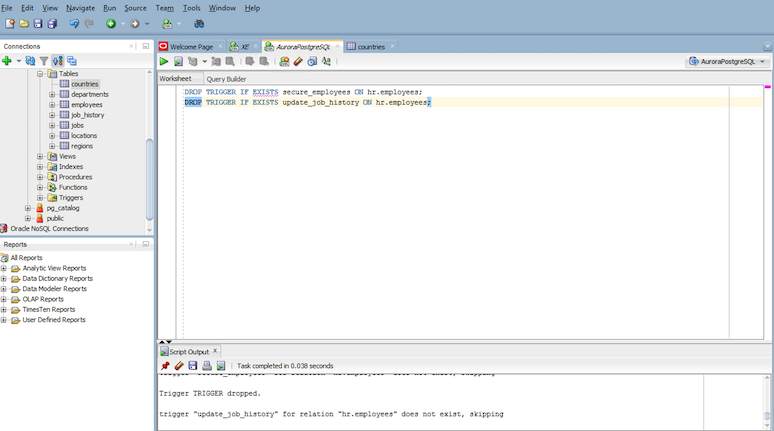 File Edit View Navigate Run Source Team Tools Window Help
Connections
Welcome Page
XE
AuroraPostgreSQL
countries
AuroraPostgreSQL
Worksheet
Query Builder
DROP TRIGGER IF EXISTS secure_employees ON hr.employees;
DROP TRIGGER IF EXISTS update_job_history ON hr.employees;
Tables
countries
departments
employees
job_history
jobs
locations
regions
Views
Indexes
Procedures
Functions
Triggers
pg_catalog
public
Oracle NoSQL Connections
Reports
All Reports
Analytic View Reports
Data Dictionary Reports
Data Modeler Reports
OLAP Reports
TimesTen Reports
User Defined Reports
Script Output
Task completed in 0.038 seconds
Trigger TRIGGER dropped.
trigger "update_job_history" for relation "hr.employees" does not exist, skipping